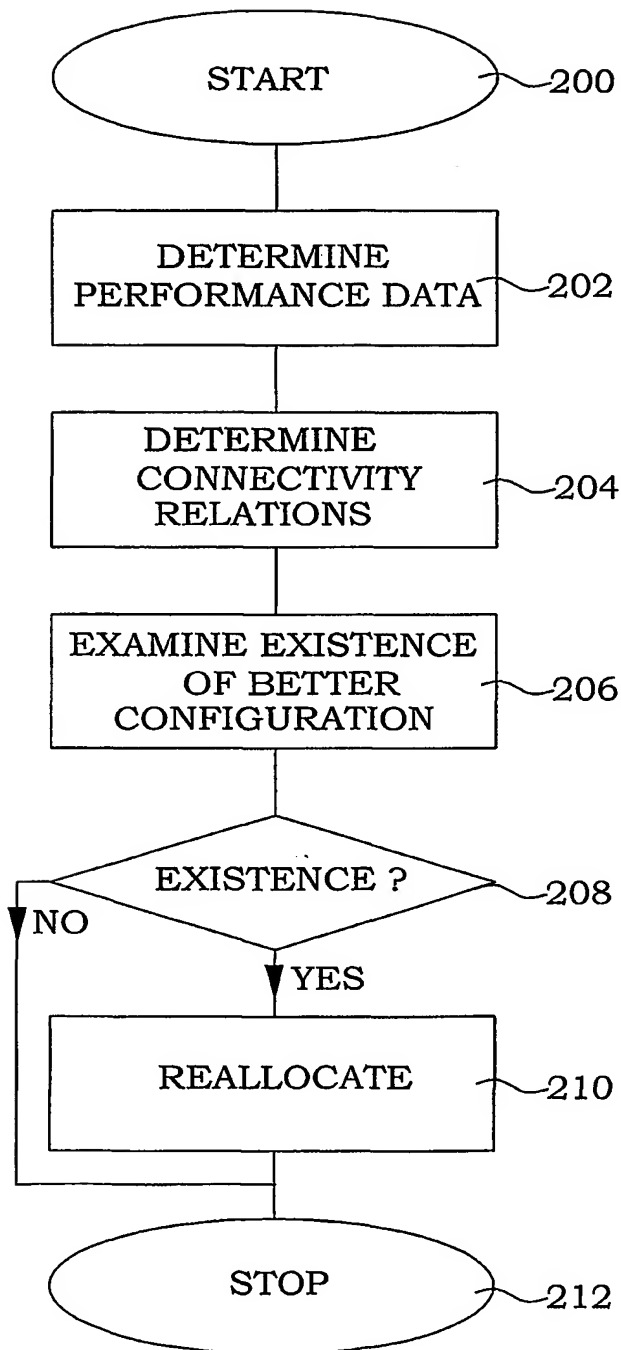 START
200
DETERMINE
PERFORMANCE DATA
202
DETERMINE
CONNECTIVITY
RELATIONS
204
EXAMINE EXISTENCE
OF BETTER
CONFIGURATION
206
EXISTENCE ?
208
NO
YES
REALLOCATE
210
STOP
212